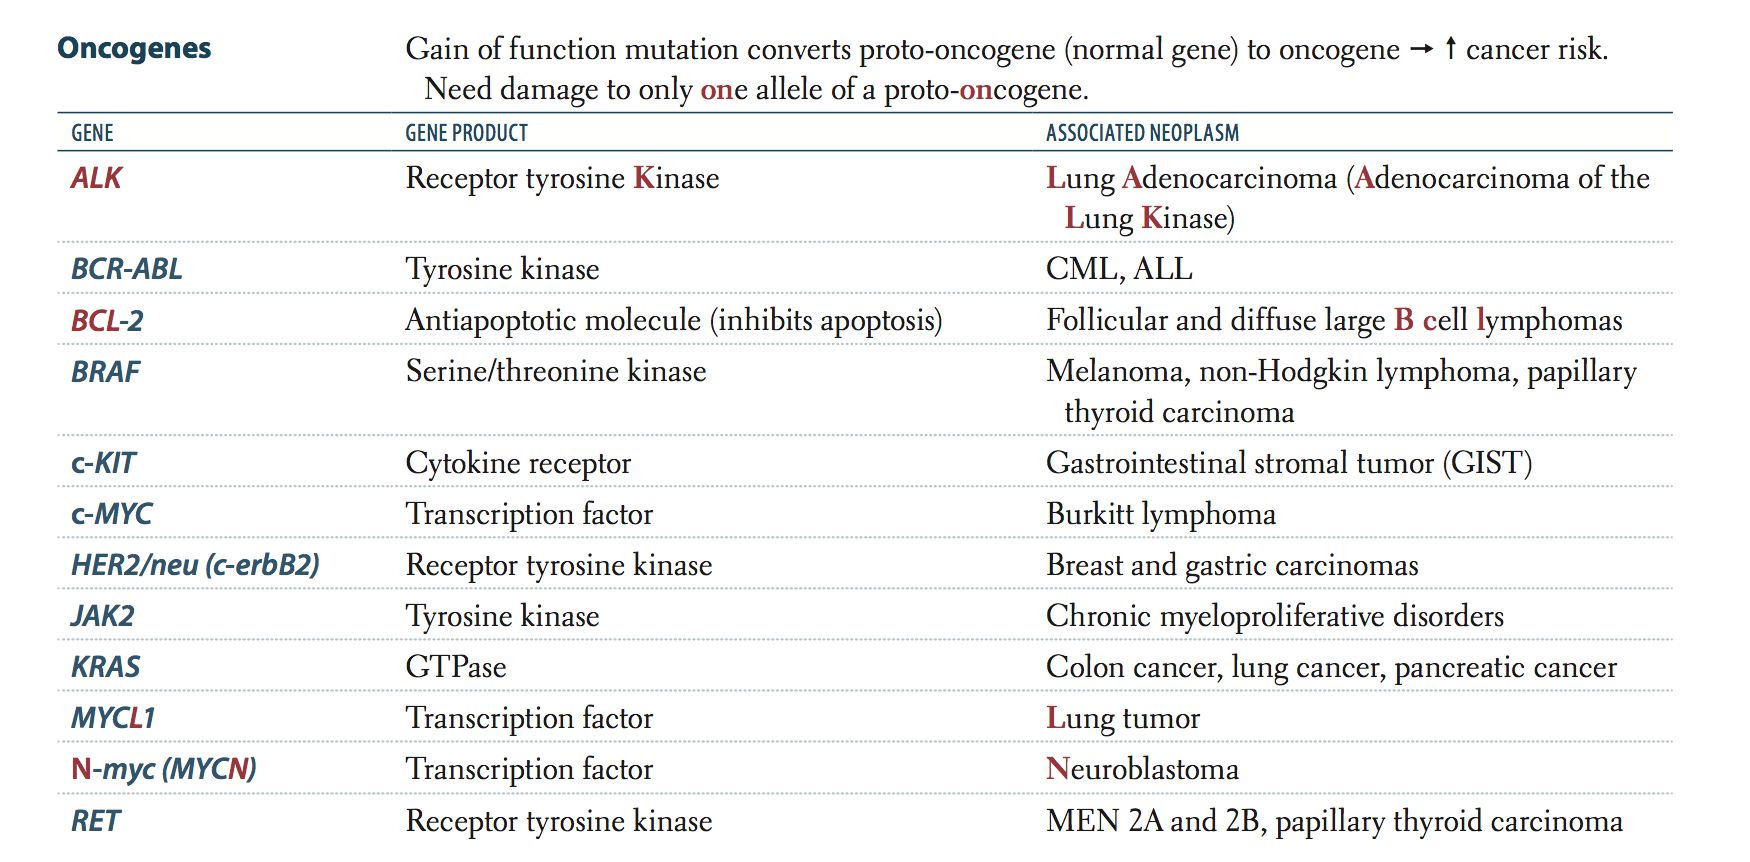 Oncogenes Gain of function mutation converts proto-oncogene (normal gene) to oncogene → ↑ cancer risk.
Need damage to only one allele of a proto-oncogene.
GENE GENE PRODUCT ASSOCIATED NEOPLASM
ALK Receptor tyrosine Kinase Lung Adenocarcinoma (Adenocarcinoma of the
Lung Kinase)
BCR-ABL Tyrosine kinase CML, ALL
BCL-2 Antiapoptotic molecule (inhibits apoptosis) Follicular and diffuse large B cell lymphomas
BRAF Serine/threonine kinase Melanoma, non-Hodgkin lymphoma, papillary
thyroid carcinoma
c-KIT Cytokine receptor Gastrointestinal stromal tumor (GIST)
c-MYC Transcription factor Burkitt lymphoma
HER2/neu (c-erbB2) Receptor tyrosine kinase Breast and gastric carcinomas
JAK2 Tyrosine kinase Chronic myeloproliferative disorders
KRAS GTPase Colon cancer, lung cancer, pancreatic cancer
MYCL1 Transcription factor Lung tumor
N-myc (MYCN) Transcription factor Neuroblastoma
RET Receptor tyrosine kinase MEN 2A and 2B, papillary thyroid carcinoma